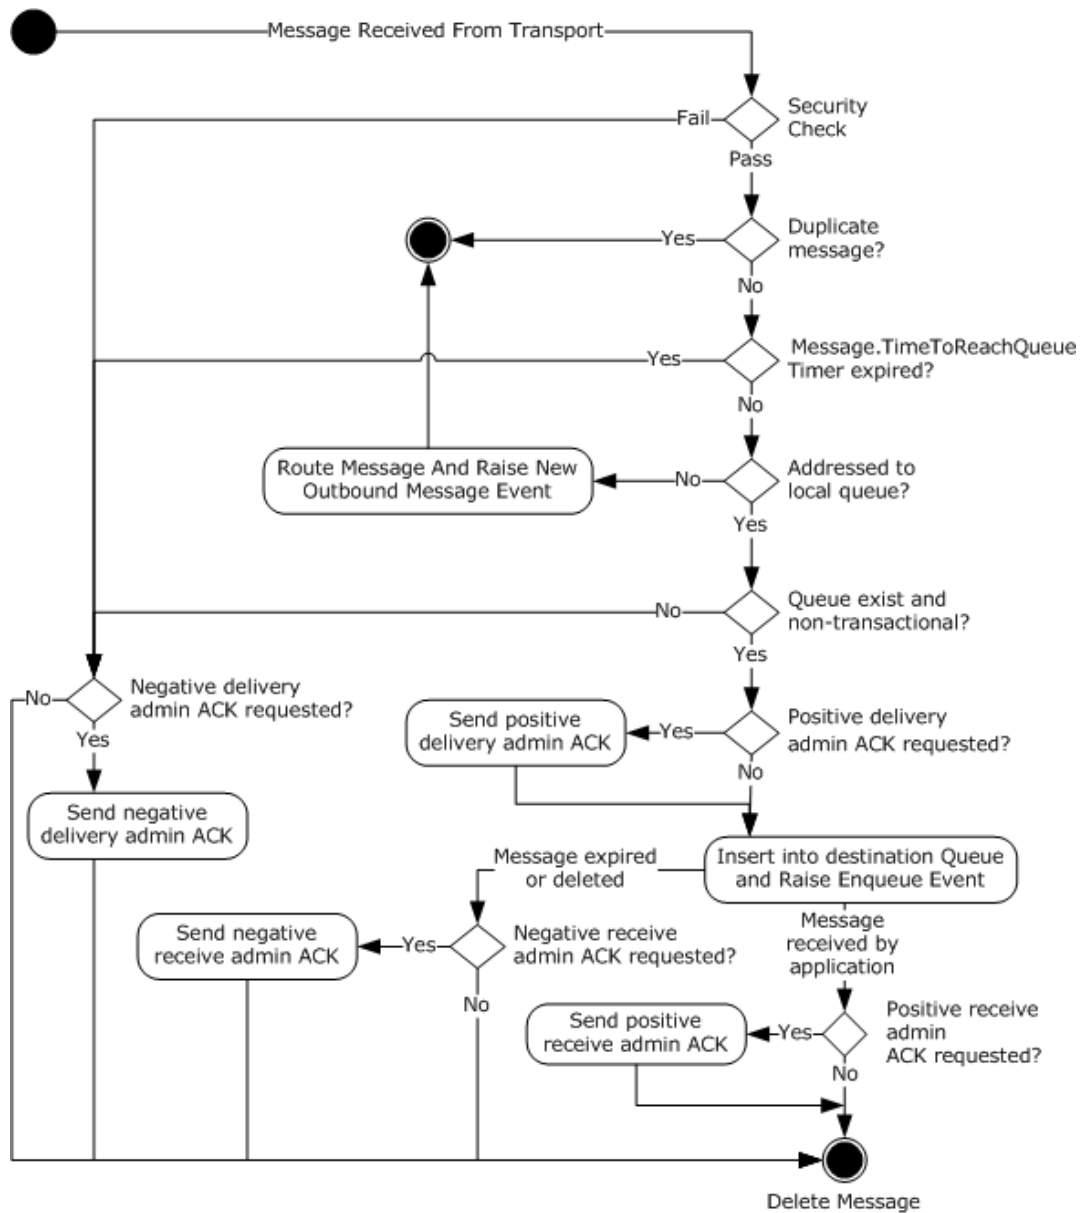 Message Received From Transport
Security
Check
Fail
Pass
Duplicate
message?
Yes
No
Message.TimeToReachQueue
Timer expired?
Yes
No
Route Message And Raise New
Outbound Message Event
No
Addressed to
local queue?
Yes
Queue exist and
non-transactional?
No
Yes
No
Negative delivery
admin ACK requested?
Yes
Send positive
delivery admin ACK
Yes
Positive delivery
admin ACK requested?
No
Send negative
delivery admin ACK
Message expired
or deleted
Insert into destination Queue
and Raise Enqueue Event
Message
received by
application
Send negative
receive admin ACK
Yes
Negative receive
admin ACK requested?
No
Send positive
receive admin ACK
Yes
Positive receive
admin
ACK requested?
No
Delete Message